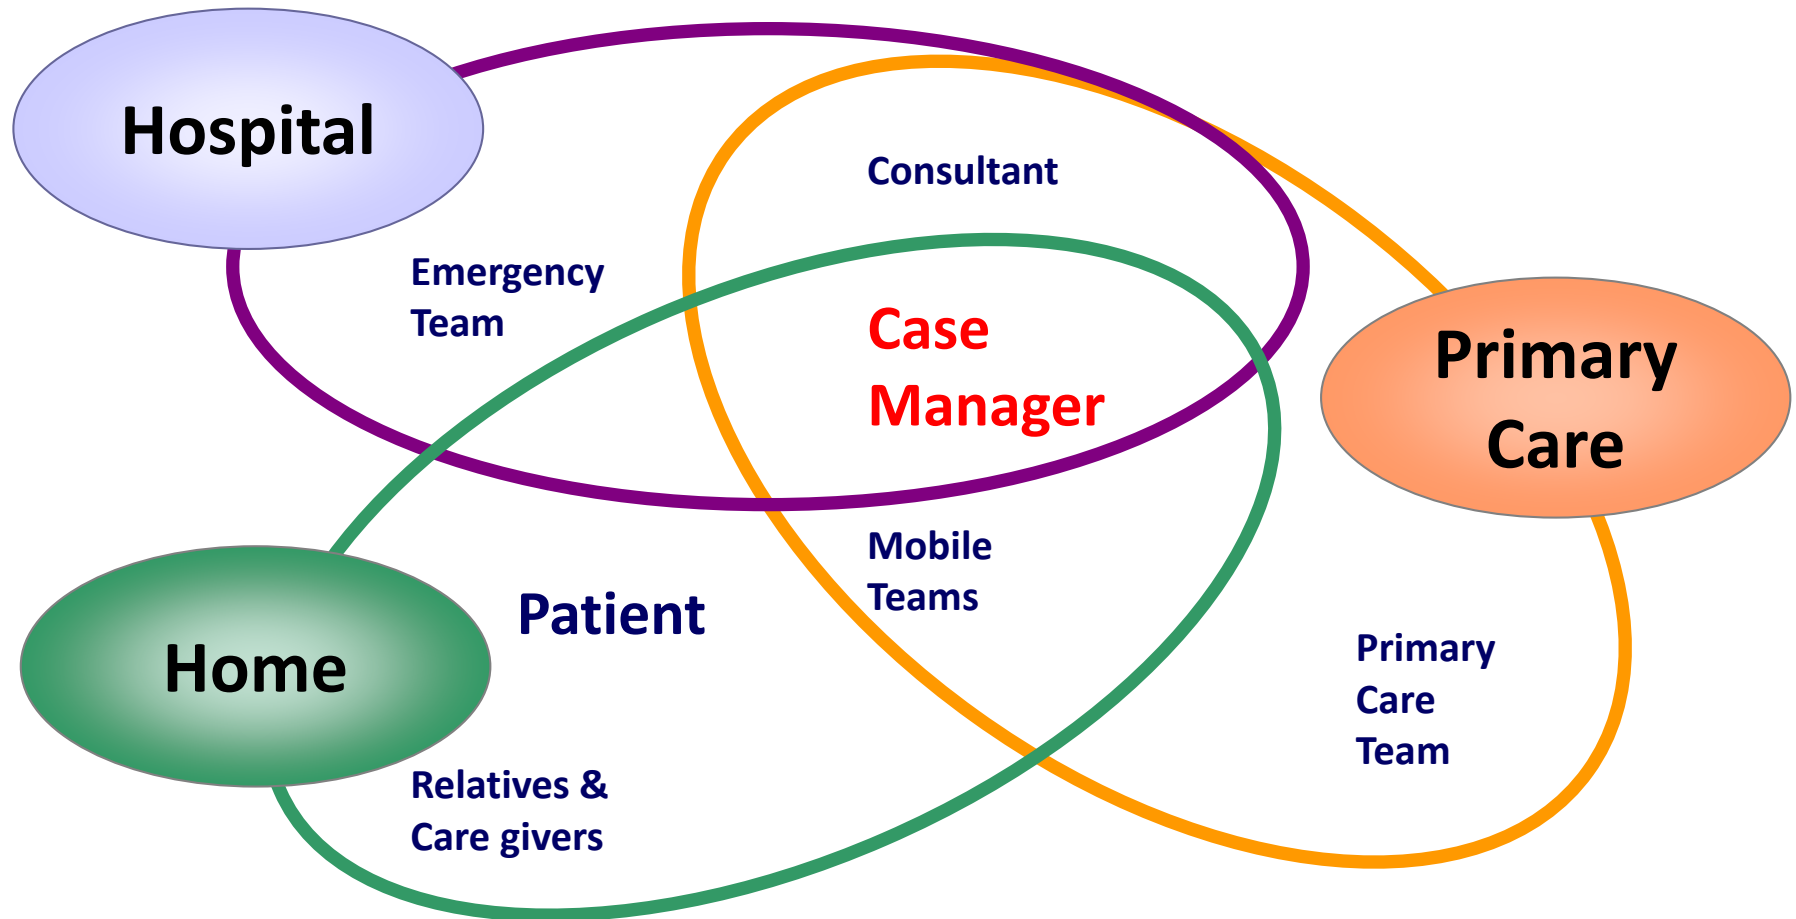 Hospital
Consultant
Emergency
Team
Case
Manager
Primary
Care
Mobile
Teams
Patient
Home
Primary
Care
Team
Relatives &
Care givers